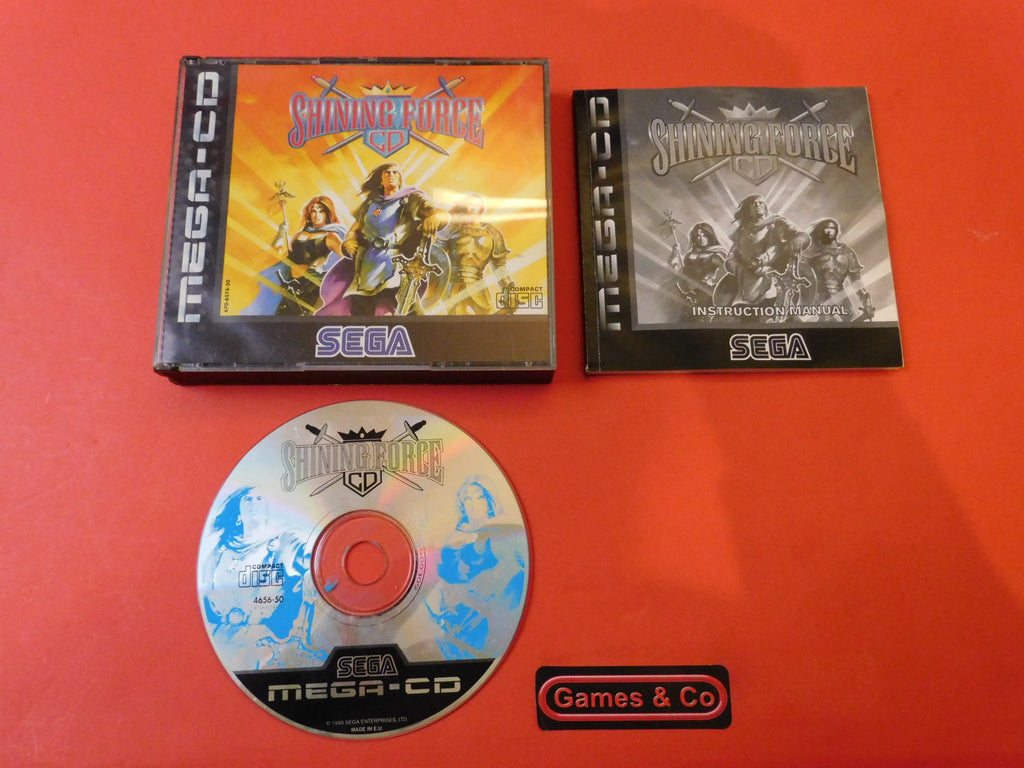 MEGA-CD
SHINING FORCE
CD
COMPACT
disc
SEGA
MEGA-CD
SHINING FORCE
CD
INSTRUCTION MANUAL
SEGA
SHINING FORCE
CD
COMPACT
disc
4656-50
SEGA
MEGA-CD
© 1995 SEGA ENTERPRISES, LTD.
MADE IN E.U.
Games & Co